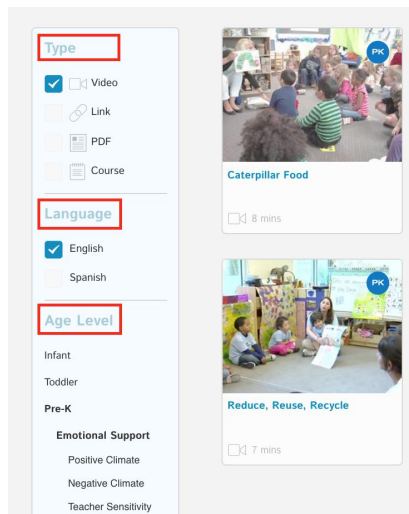 Type
Video
Link
PDF
Course
Language
English
Spanish
Age Level
Infant
Toddler
Pre-K
Emotional Support
Positive Climate
Negative Climate
Teacher Sensitivity
PK
Caterpillar Food
8 mins
PK
Reduce, Reuse, Recycle
7 mins